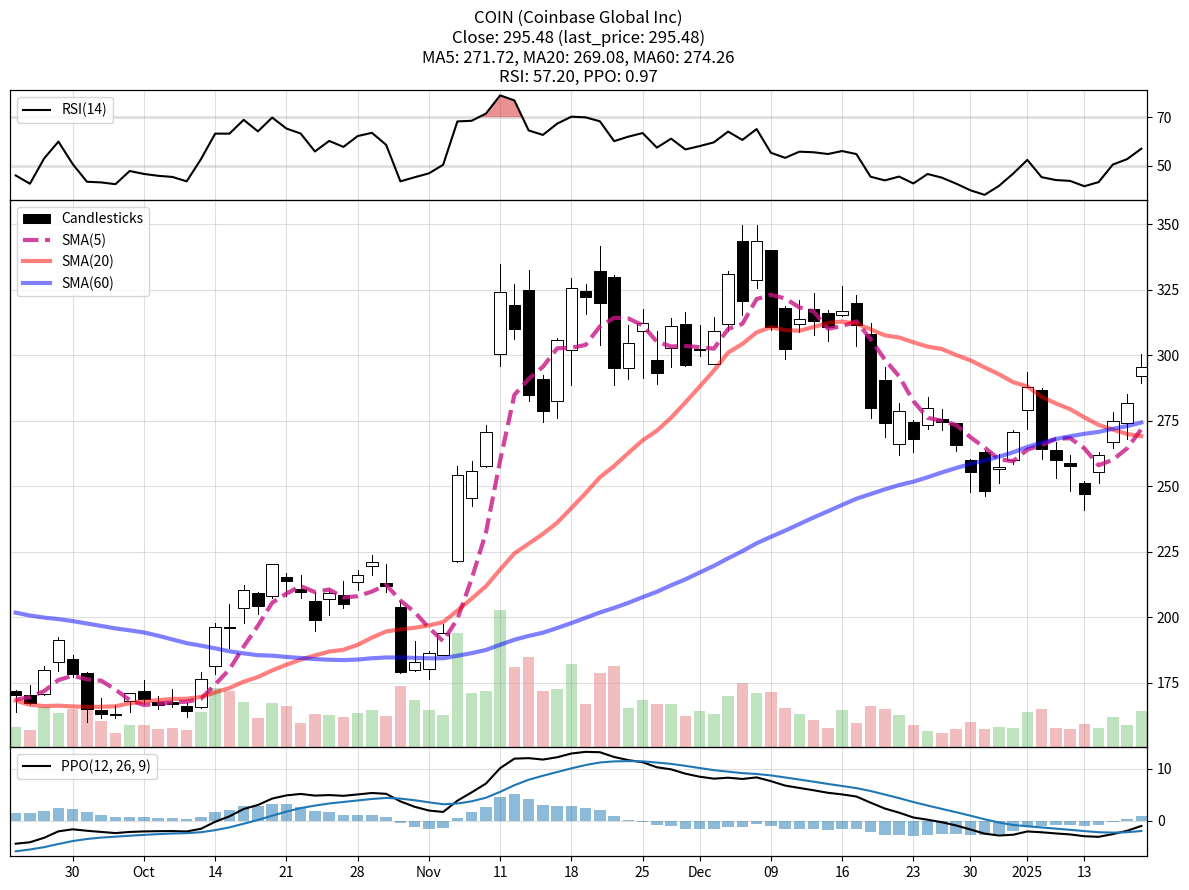 COIN (Coinbase Global Inc)
Close: 295.48 (last_price: 295.48)
MA5: 271.72, MA20: 269.08, MA60: 274.26
RSI: 57.20, PPO: 0.97
RSI(14)
70
50
Candlesticks
SMA(5)
SMA(20)
SMA(60)
350
325
300
275
250
225
200
175
PPO(12, 26, 9)
10
0
30 Oct 14 21 28 Nov 11 18 25 Dec 09 16 23 30 2025 13